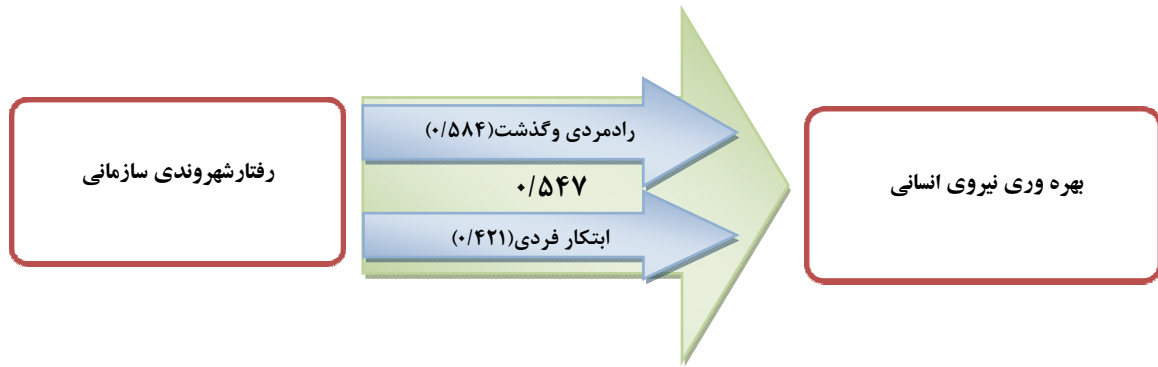 رفتارشهروندی سازمانی
رادمردی وگذشت(۰/۵۸۴)
۰/۵۴۷
ابتکار فردی(۰/۴۲۱)
بهره وری نیروی انسانی